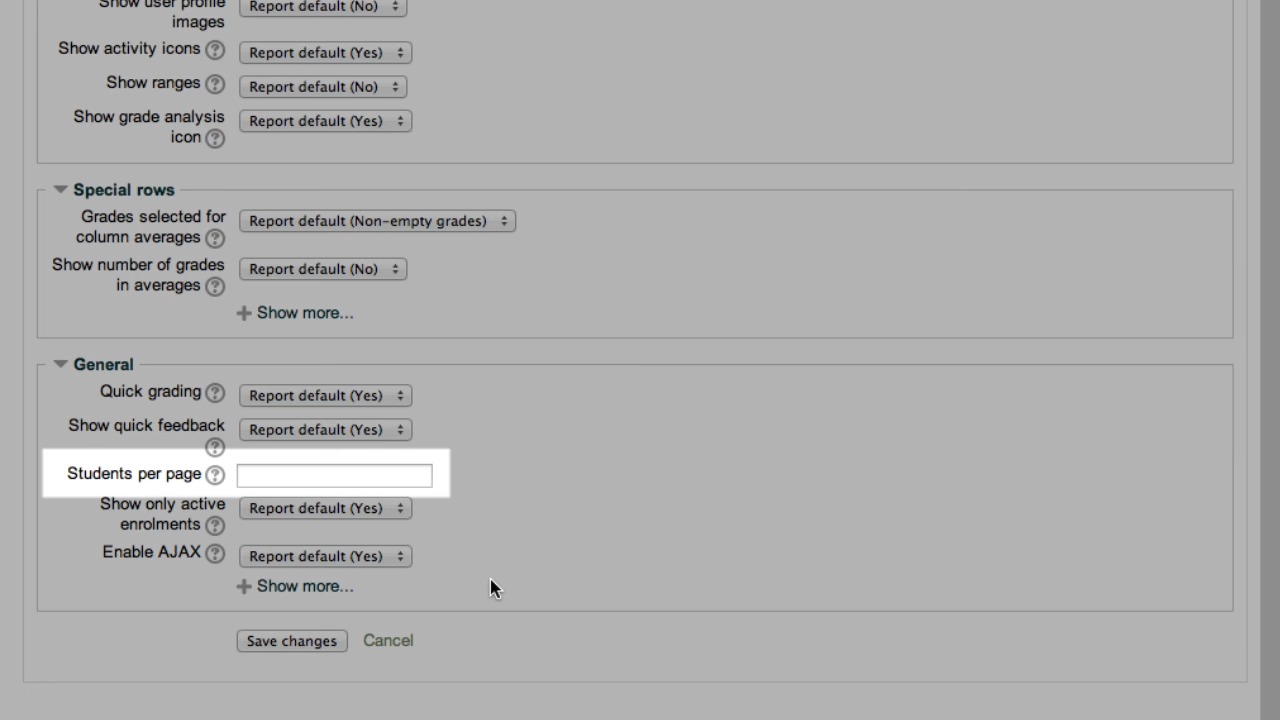 Show user profile
images
Report default (No)
Show activity icons ? Report default (Yes)
Show ranges ? Report default (No)
Show grade analysis
icon ?
Report default (Yes)
Special rows
Grades selected for
column averages ?
Report default (Non-empty grades)
Show number of grades
in averages ?
Report default (No)
Show more...
General
Quick grading ? Report default (Yes)
Show quick feedback
?
Report default (Yes)
Students per page ?
Show only active
enrolments ?
Report default (Yes)
Enable AJAX ? Report default (Yes)
Show more...
Save changes Cancel